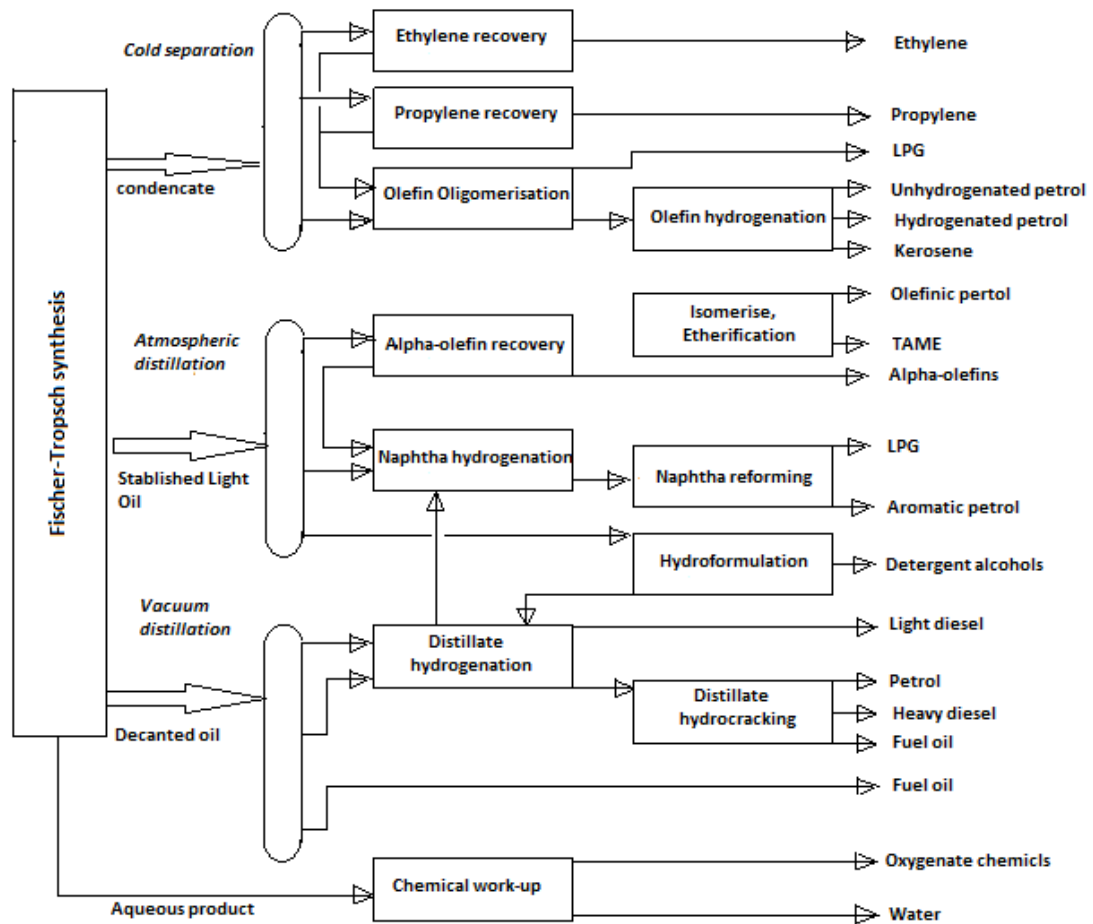 Cold separation
Ethylene recovery
Ethylene
Propylene recovery
Propylene
LPG
condencate
Olefin Oligomerisation
Olefin hydrogenation
Unhydrogenated petrol
Hydrogenated petrol
Kerosene
Fischer-Tropsch synthesis
Atmospheric
distillation
Alpha-olefin recovery
Isomerise,
Etherification
Olefinic pertol
TAME
Alpha-olefins
Stablished Light
Oil
Naphtha hydrogenation
Naphtha reforming
LPG
Aromatic petrol
Hydroformulation
Detergent alcohols
Vacuum
distillation
Distillate
hydrogenation
Light diesel
Decanted oil
Distillate
hydrocracking
Petrol
Heavy diesel
Fuel oil
Fuel oil
Aqueous product
Chemical work-up
Oxygenate chemicls
Water